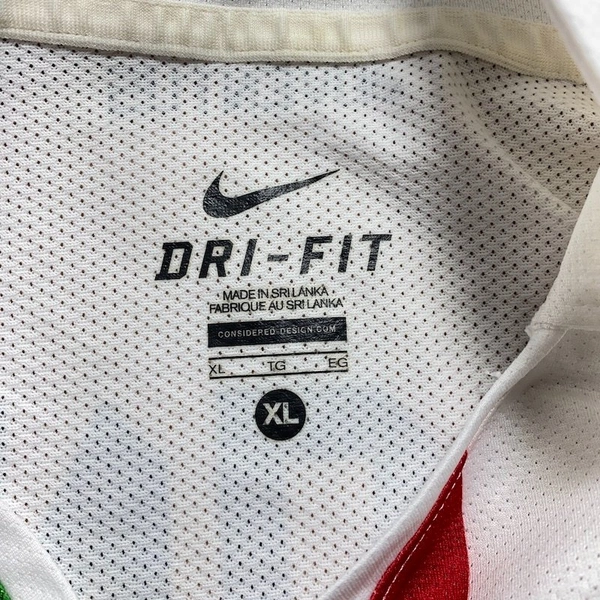 DRI-FIT
MADE IN SRI LANKA
FABRIQUE AU SRI LANKA
CONSIDERED-DESIGN.COM
XL TG EG
XL